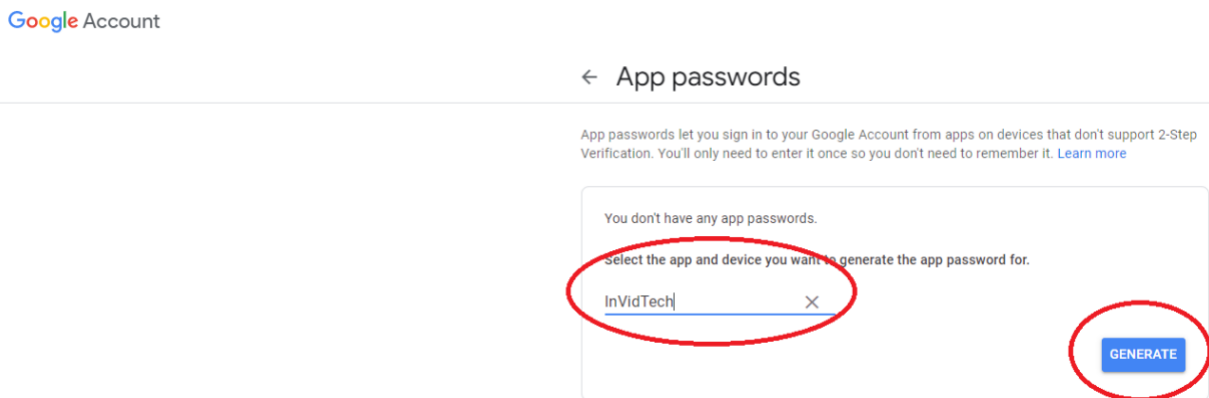 Google Account
App passwords
App passwords let you sign in to your Google Account from apps on devices that don't support 2-Step
Verification. You'll only need to enter it once so you don't need to remember it. Learn more
You don't have any app passwords.
Select the app and device you want to generate the app password for.
InVidTech
GENERATE